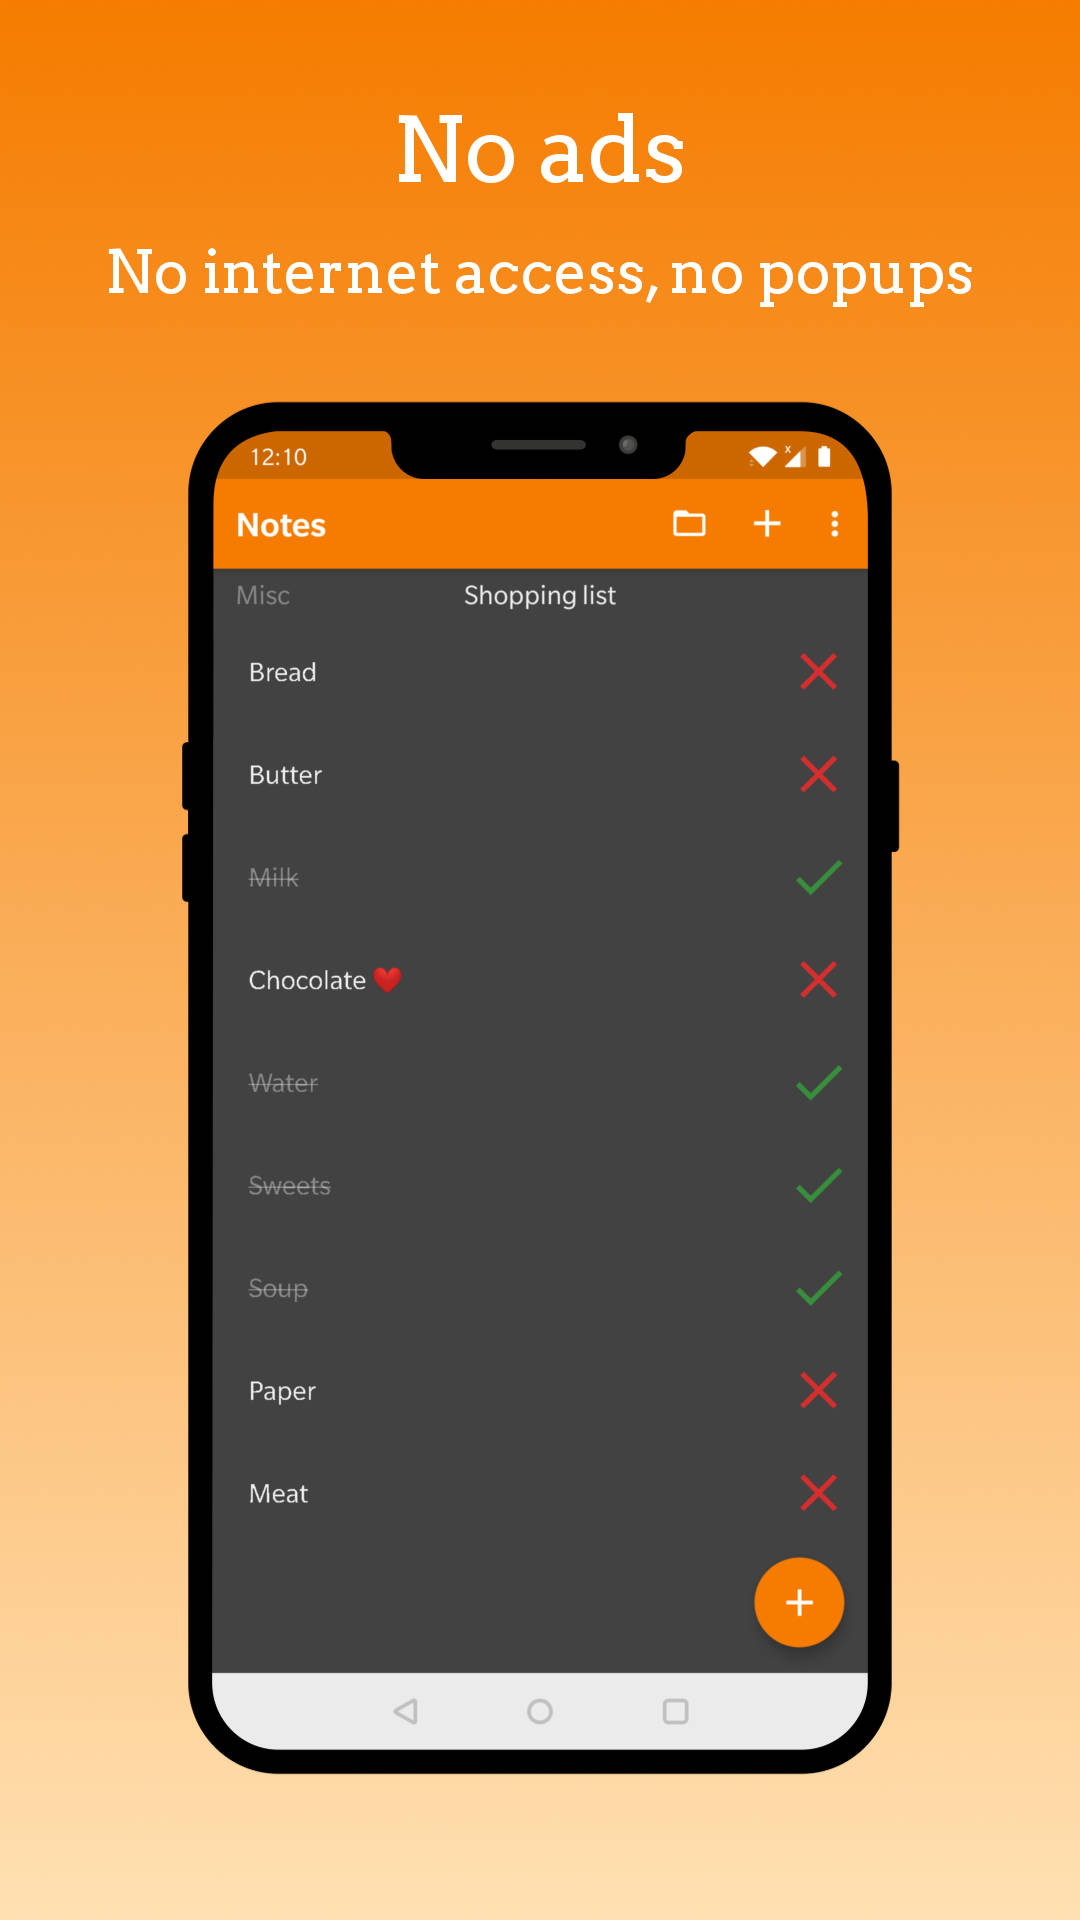 No ads
No internet access, no popups
12:10
Notes
Misc Shopping list
Bread
Butter
Milk
Chocolate ❤️
Water
Sweets
Soup
Paper
Meat